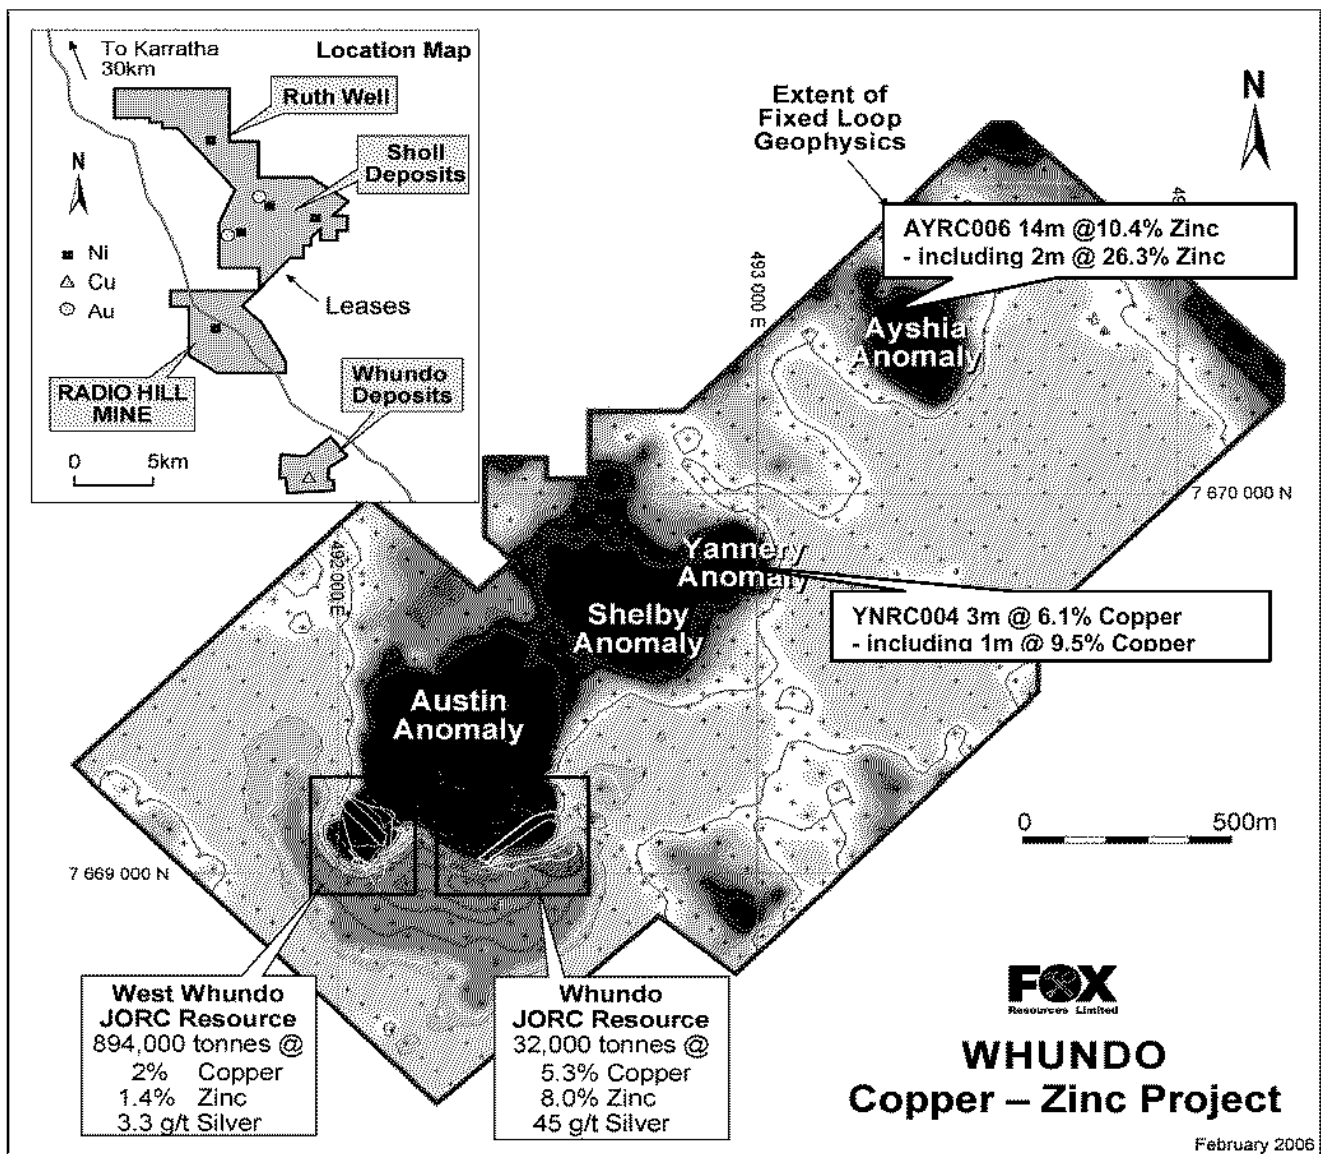 To Karratha
30km
Location Map
Ruth Well
Sholl
Deposits
N
Ni
Cu
Au
Leases
RADIO HILL
MINE
Whundo
Deposits
0 5km
Extent of
Fixed Loop
Geophysics
N
49
AYRC006 14m @10.4% Zinc
- including 2m @ 26.3% Zinc
493 000 E
Ayshia
Anomaly
7 670 000 N
492 000 E
Yannery
Anomaly
YNRC004 3m @ 6.1% Copper
- including 1m @ 9.5% Copper
Shelby
Anomaly
Austin
Anomaly
0 500m
7 669 000 N
West Whundo
JORC Resource
894,000 tonnes @
2% Copper
1.4% Zinc
3.3 g/t Silver
Whundo
JORC Resource
32,000 tonnes @
5.3% Copper
8.0% Zinc
45 g/t Silver
FOX
Resources Limited
WHUNDO
Copper – Zinc Project
February 2006